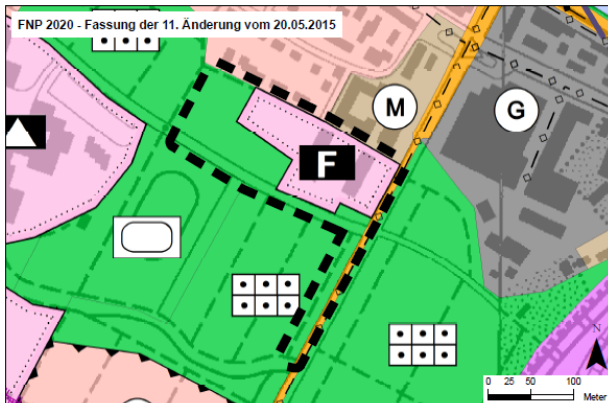 FNP 2020 - Fassung der 11. Änderung vom 20.05.2015
M
G
F
N
0 25 50 100
Meter